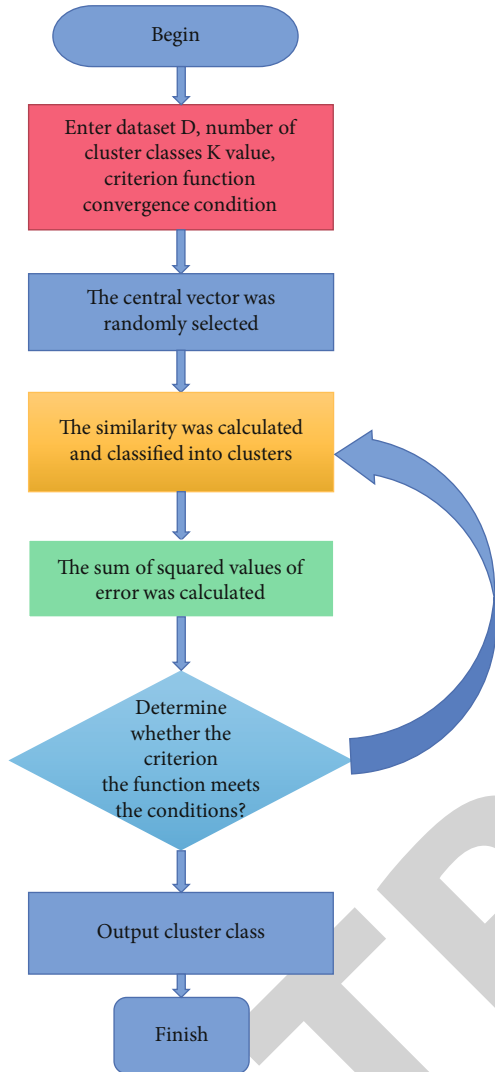 Begin
Enter dataset D, number of
cluster classes K value,
criterion function
convergence condition
The central vector was
randomly selected
The similarity was calculated
and classified into clusters
The sum of squared values of
error was calculated
Determine
whether the
criterion
the function meets
the conditions?
Output cluster class
Finish